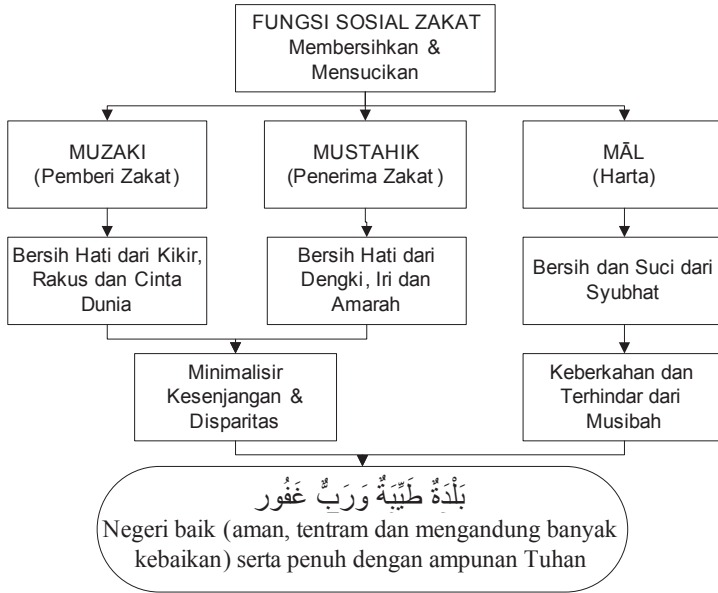 FUNGSI SOSIAL ZAKAT
Membersihkan &
Mensucikan
MUZAKI
(Pemberi Zakat)
MUSTAHIK
(Penerima Zakat)
MĀL
(Harta)
Bersih Hati dari Kikir,
Rakus dan Cinta
Dunia
Bersih Hati dari
Dengki, Iri dan
Amarah
Bersih dan Suci dari
Syubhat
Minimalisir
Kesenjangan &
Disparitas
Keberkahan dan
Terhindar dari
Musibah
بَلْدَةٌ طَيِّبَةٌ وَرَبٌّ غَفُور
Negeri baik (aman, tentram dan mengandung banyak
kebaikan) serta penuh dengan ampunan Tuhan